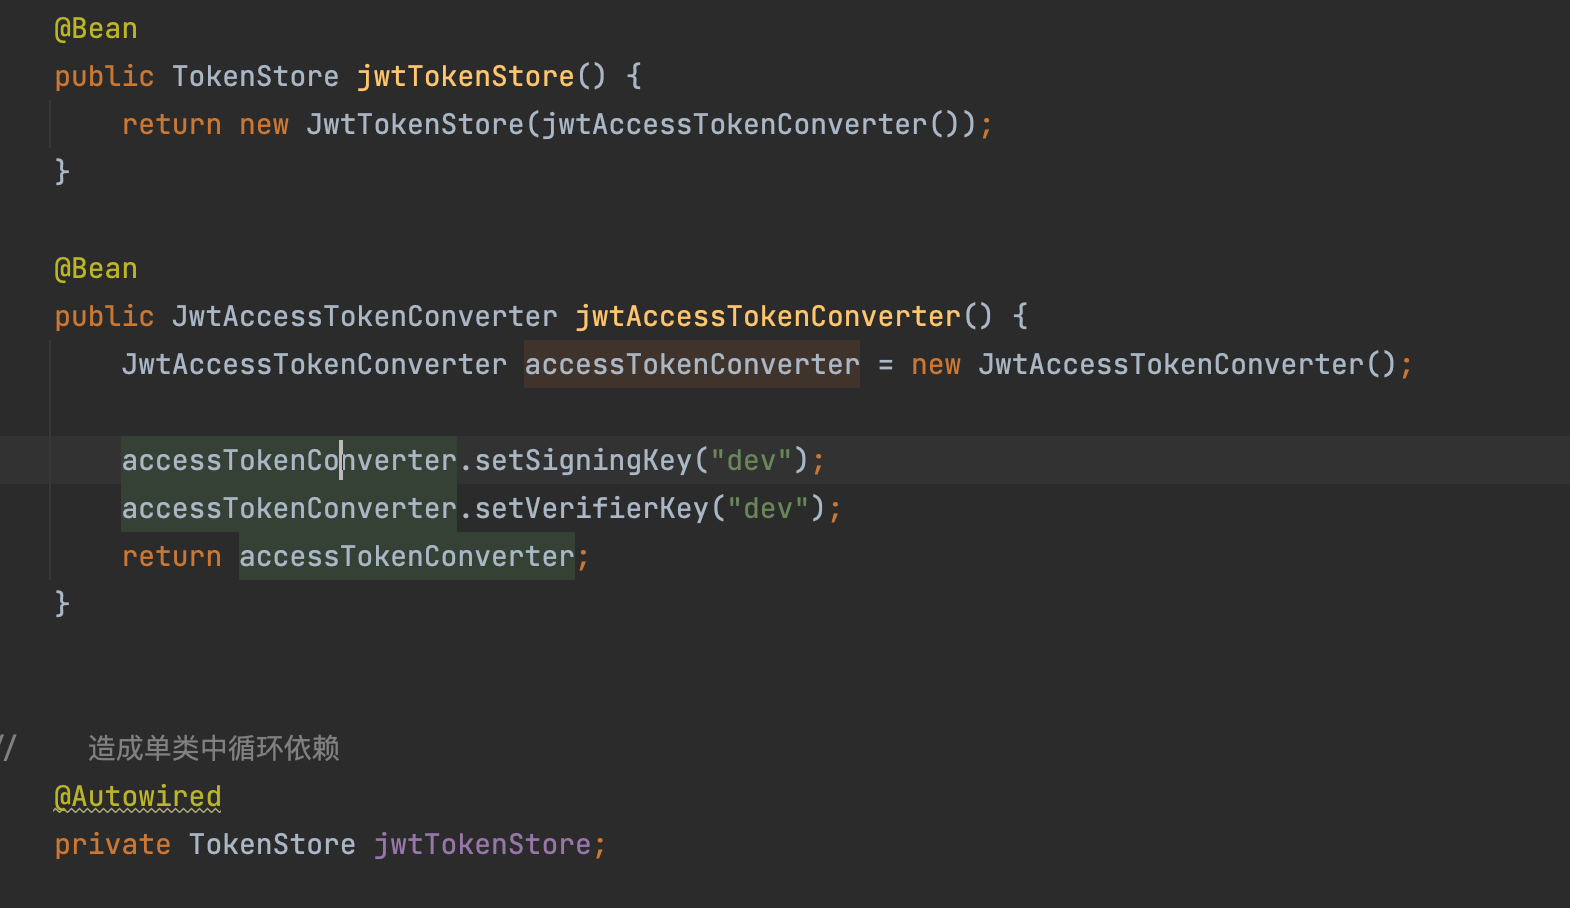 @Bean
public TokenStore jwtTokenStore() {
return new JwtTokenStore(jwtAccessTokenConverter());
}
@Bean
public JwtAccessTokenConverter jwtAccessTokenConverter() {
JwtAccessTokenConverter accessTokenConverter = new JwtAccessTokenConverter();
accessTokenConverter.setSigningKey("dev");
accessTokenConverter.setVerifierKey("dev");
return accessTokenConverter;
}
// 造成单类中循环依赖
@Autowired
private TokenStore jwtTokenStore;